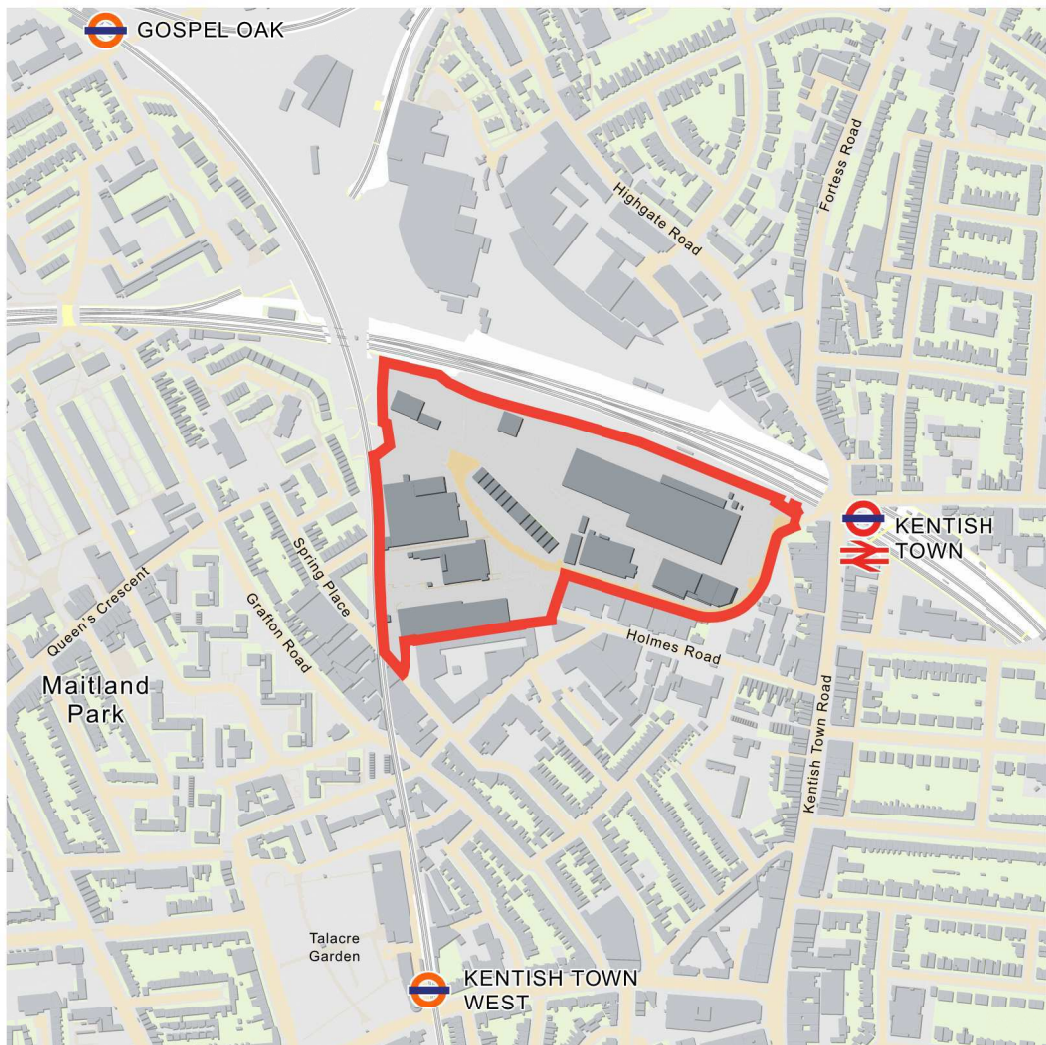 GOSPEL OAK
Highgate Road
Fortess Road
KENTISH
TOWN
Spring Place
Queen's Crescent
Grafton Road
Holmes Road
Maitland
Park
Kentish Town Road
Talacre
Garden
KENTISH TOWN
WEST